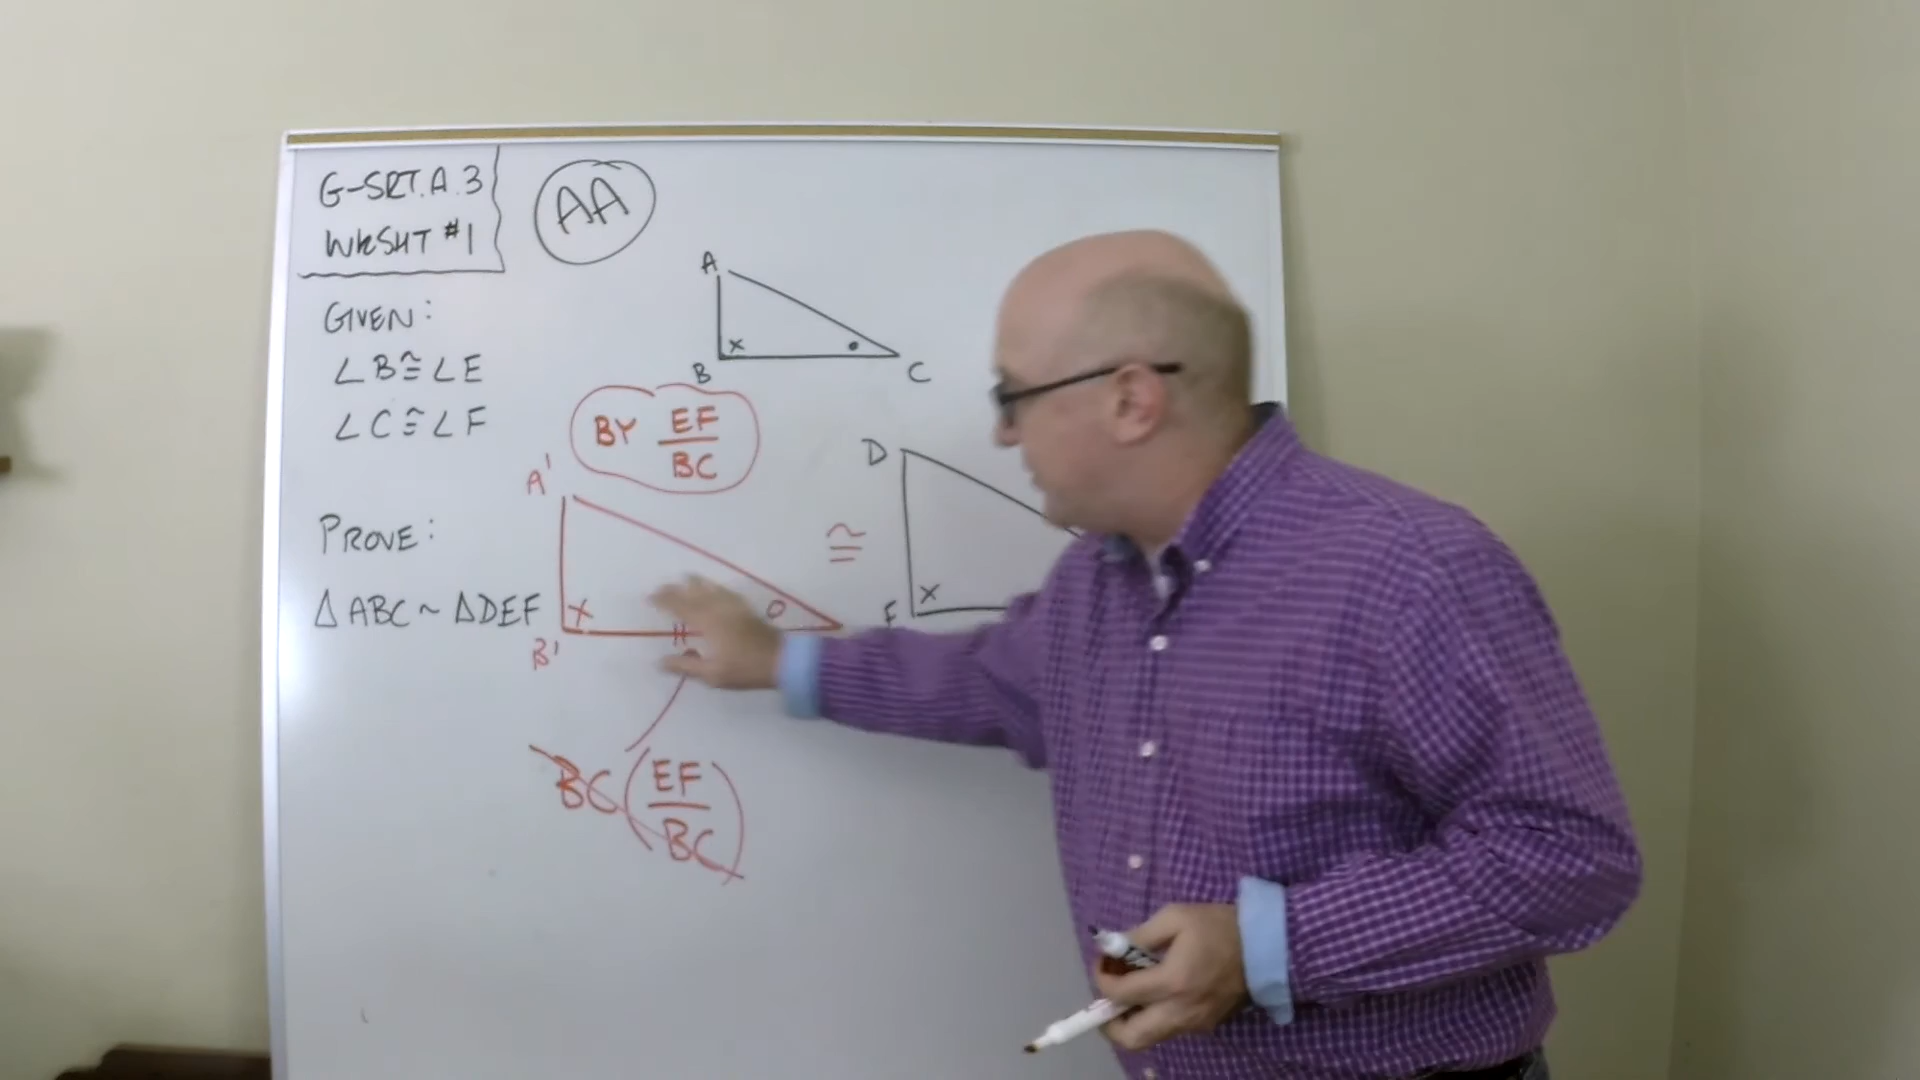 G-SRT.A.3
WKSHT #1
AA
GIVEN:
∠B≅∠E
∠C≅∠F
PROVE:
△ABC~△DEF
A
x
B
C
BY EF/BC
A'
x
B'
≅
D
x
E
BC(EF/BC)